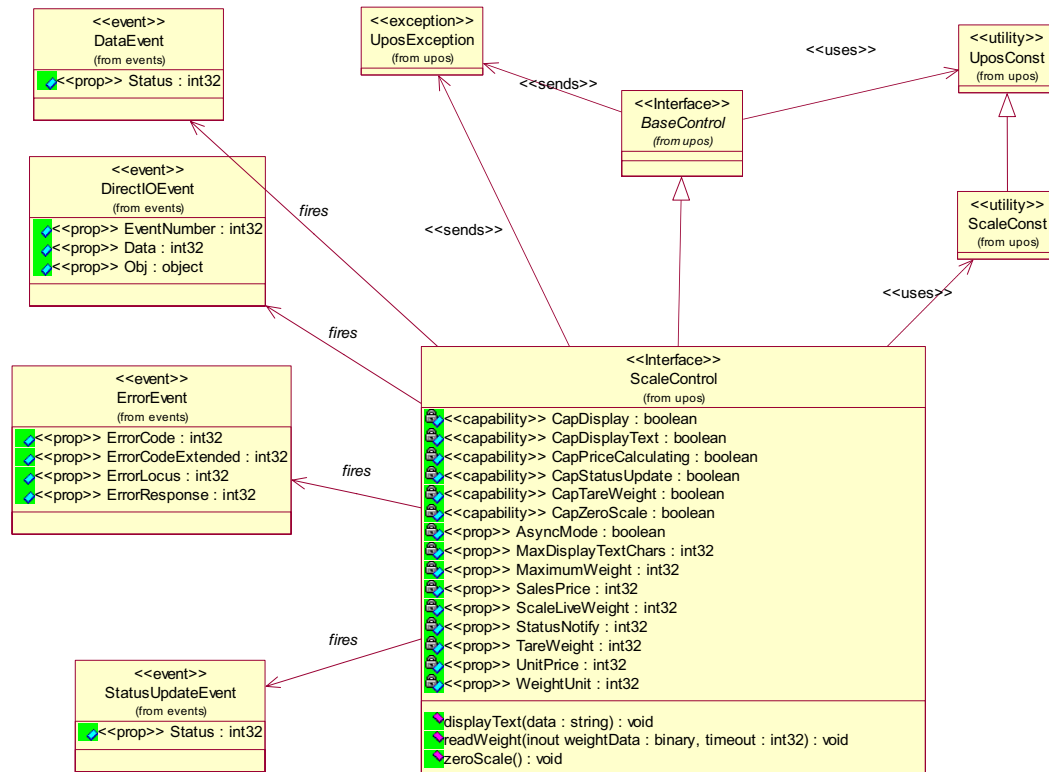 <<event>>
DataEvent
(from events)
<<prop>> Status : int32
<<exception>>
UposException
(from upos)
<<uses>>
<<utility>>
UposConst
(from upos)
<<sends>>
<<Interface>>
BaseControl
(from upos)
<<event>>
DirectIOEvent
(from events)
<<prop>> EventNumber : int32
<<prop>> Data : int32
<<prop>> Obj : object
fires
<<sends>>
<<utility>>
ScaleConst
(from upos)
<<uses>>
fires
<<event>>
ErrorEvent
(from events)
<<prop>> ErrorCode : int32
<<prop>> ErrorCodeExtended : int32
<<prop>> ErrorLocus : int32
<<prop>> ErrorResponse : int32
fires
<<Interface>>
ScaleControl
(from upos)
<<capability>> CapDisplay : boolean
<<capability>> CapDisplayText : boolean
<<capability>> CapPriceCalculating : boolean
<<capability>> CapStatusUpdate : boolean
<<capability>> CapTareWeight : boolean
<<capability>> CapZeroScale : boolean
<<prop>> AsyncMode : boolean
<<prop>> MaxDisplayTextChars : int32
<<prop>> MaximumWeight : int32
<<prop>> SalesPrice : int32
<<prop>> ScaleLiveWeight : int32
<<prop>> StatusNotify : int32
<<prop>> TareWeight : int32
<<prop>> UnitPrice : int32
<<prop>> WeightUnit : int32
displayText(data : string) : void
readWeight(inout weightData : binary, timeout : int32) : void
zeroScale() : void
fires
<<event>>
StatusUpdateEvent
(from events)
<<prop>> Status : int32